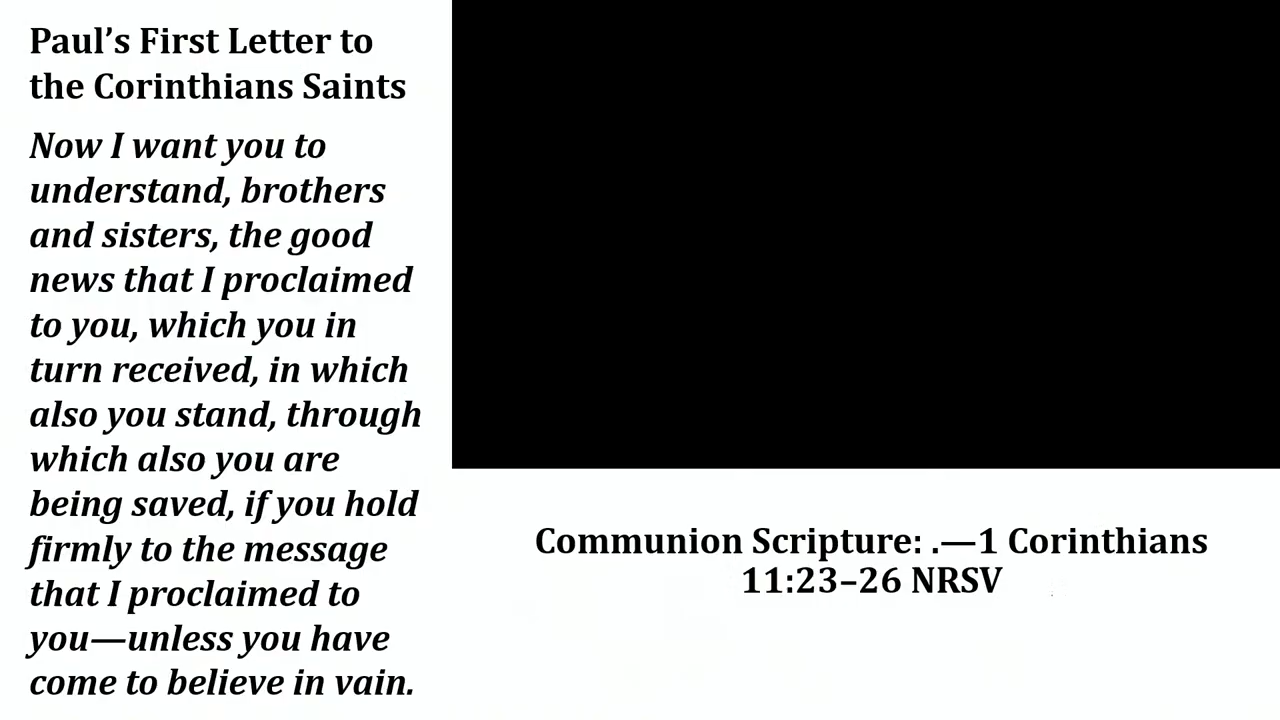 Paul’s First Letter to
the Corinthians Saints
Now I want you to
understand, brothers
and sisters, the good
news that I proclaimed
to you, which you in
turn received, in which
also you stand, through
which also you are
being saved, if you hold
firmly to the message
that I proclaimed to
you—unless you have
come to believe in vain.
Communion Scripture: .—1 Corinthians
11:23–26 NRSV